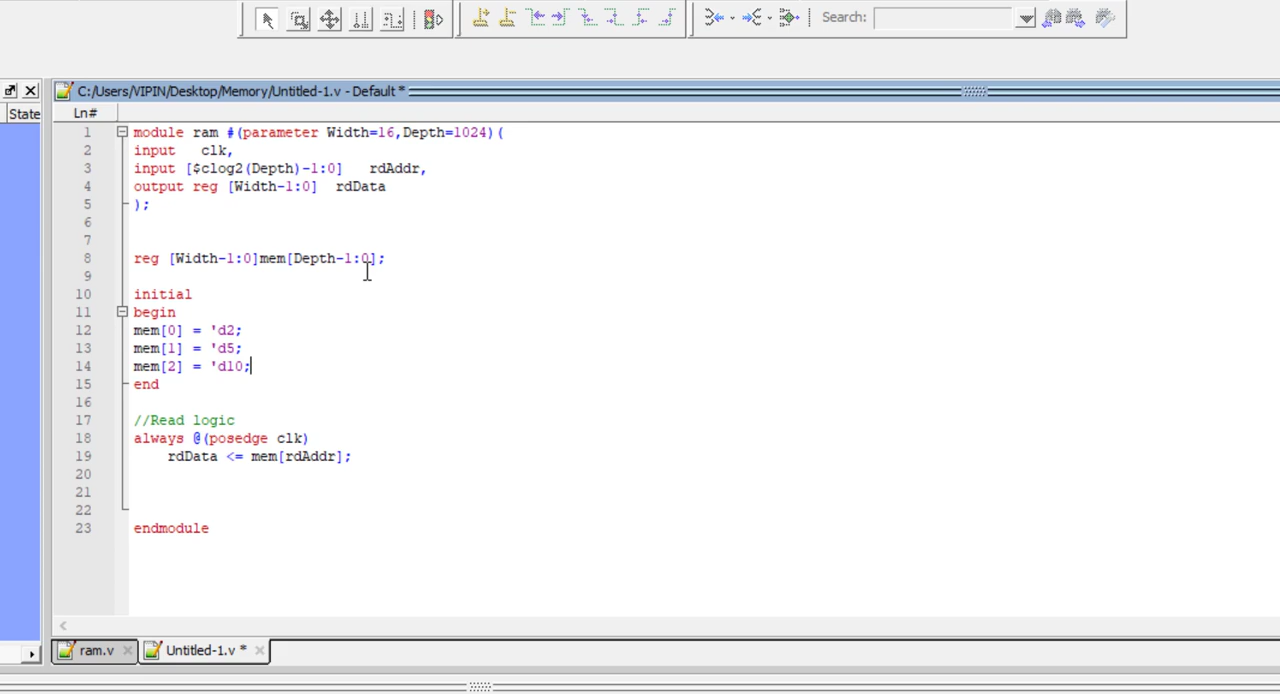 Search:
C:/Users/VIPIN/Desktop/Memory/Untitled-1.v - Default *
State
Ln#
1 module ram #(parameter Width=16,Depth=1024)(
2 input   clk,
3 input [$clog2(Depth)-1:0]   rdAddr,
4 output reg [Width-1:0]  rdData
5 );
6
7
8 reg [Width-1:0]mem[Depth-1:0];
9
10 initial
11 begin
12 mem[0] = 'd2;
13 mem[1] = 'd5;
14 mem[2] = 'd10;
15 end
16
17 //Read logic
18 always @(posedge clk)
19     rdData <= mem[rdAddr];
20
21
22
23 endmodule
ram.v Untitled-1.v *